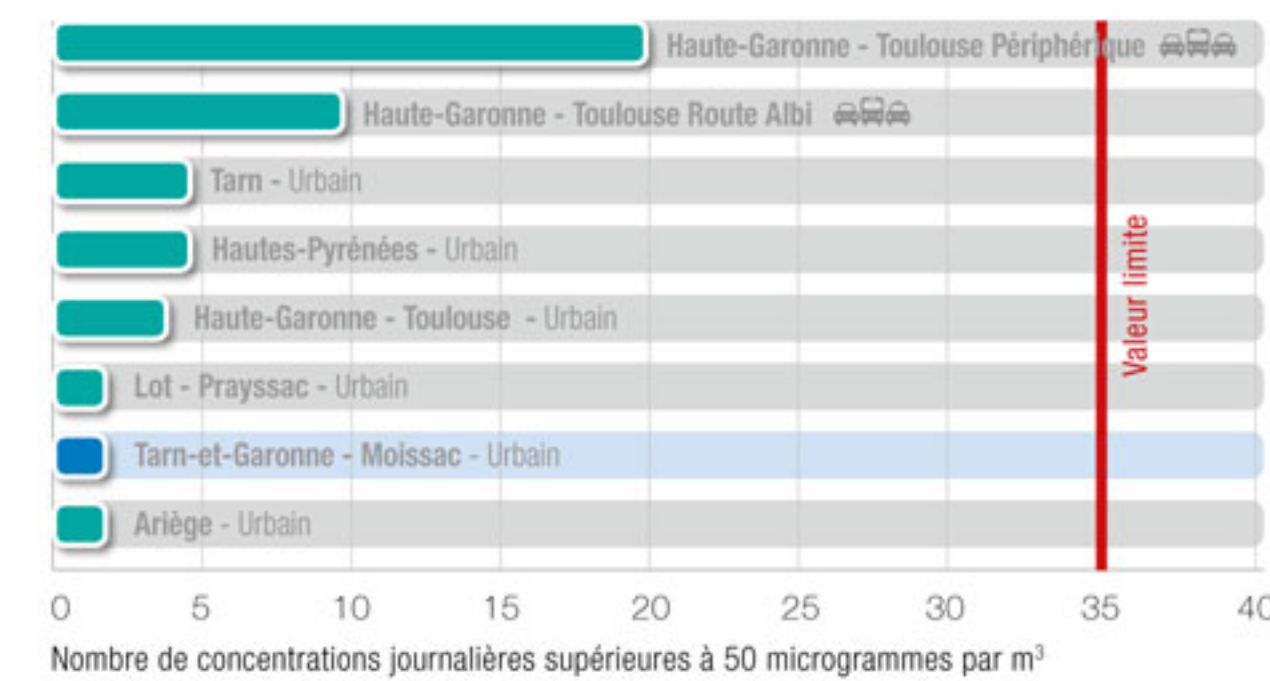 Haute-Garonne - Toulouse Périphérique
Haute-Garonne - Toulouse Route Albi
Tarn - Urbain
Hautes-Pyrénées - Urbain
Haute-Garonne - Toulouse - Urbain
Lot - Prayssac - Urbain
Tarn-et-Garonne - Moissac - Urbain
Ariège - Urbain
Valeur limite
0 5 10 15 20 25 30 35 40
Nombre de concentrations journalières supérieures à 50 microgrammes par m³